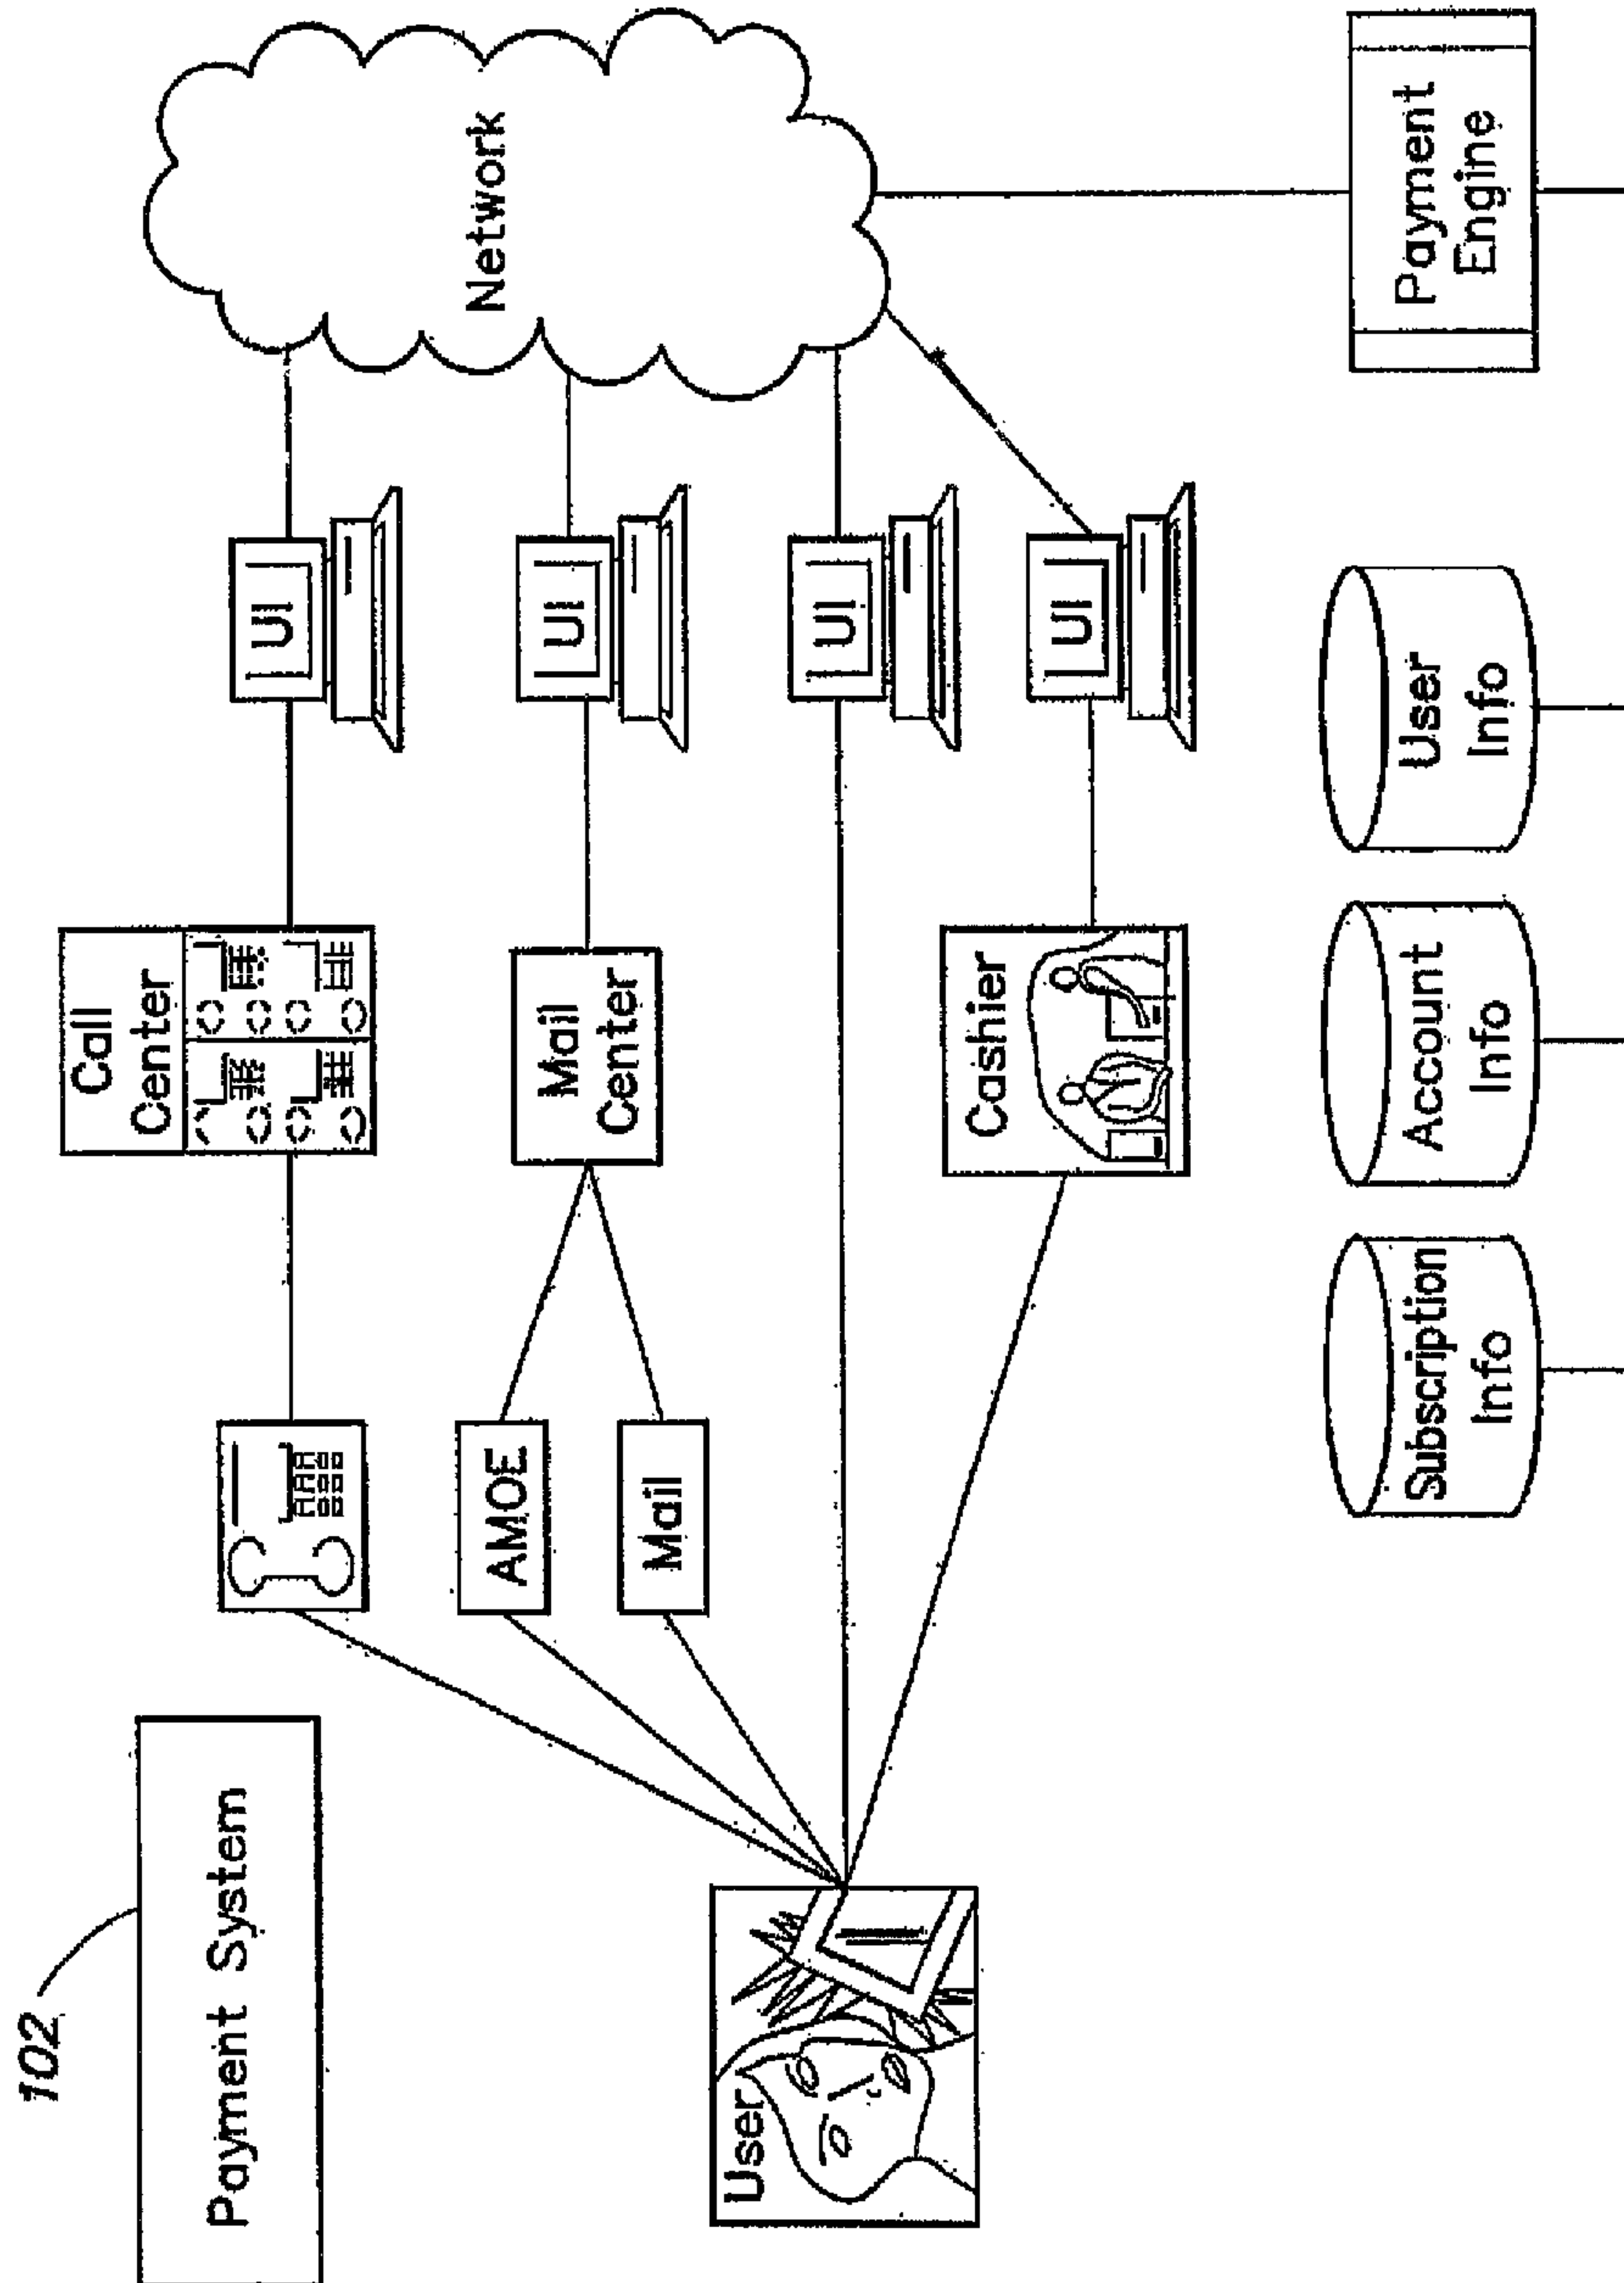 102
Payment System
User
AMOE
Mail
Call
Center
Mail
Center
Cashier
UI
UI
UI
UI
Network
Subscription
Info
Account
Info
User
Info
Payment
Engine